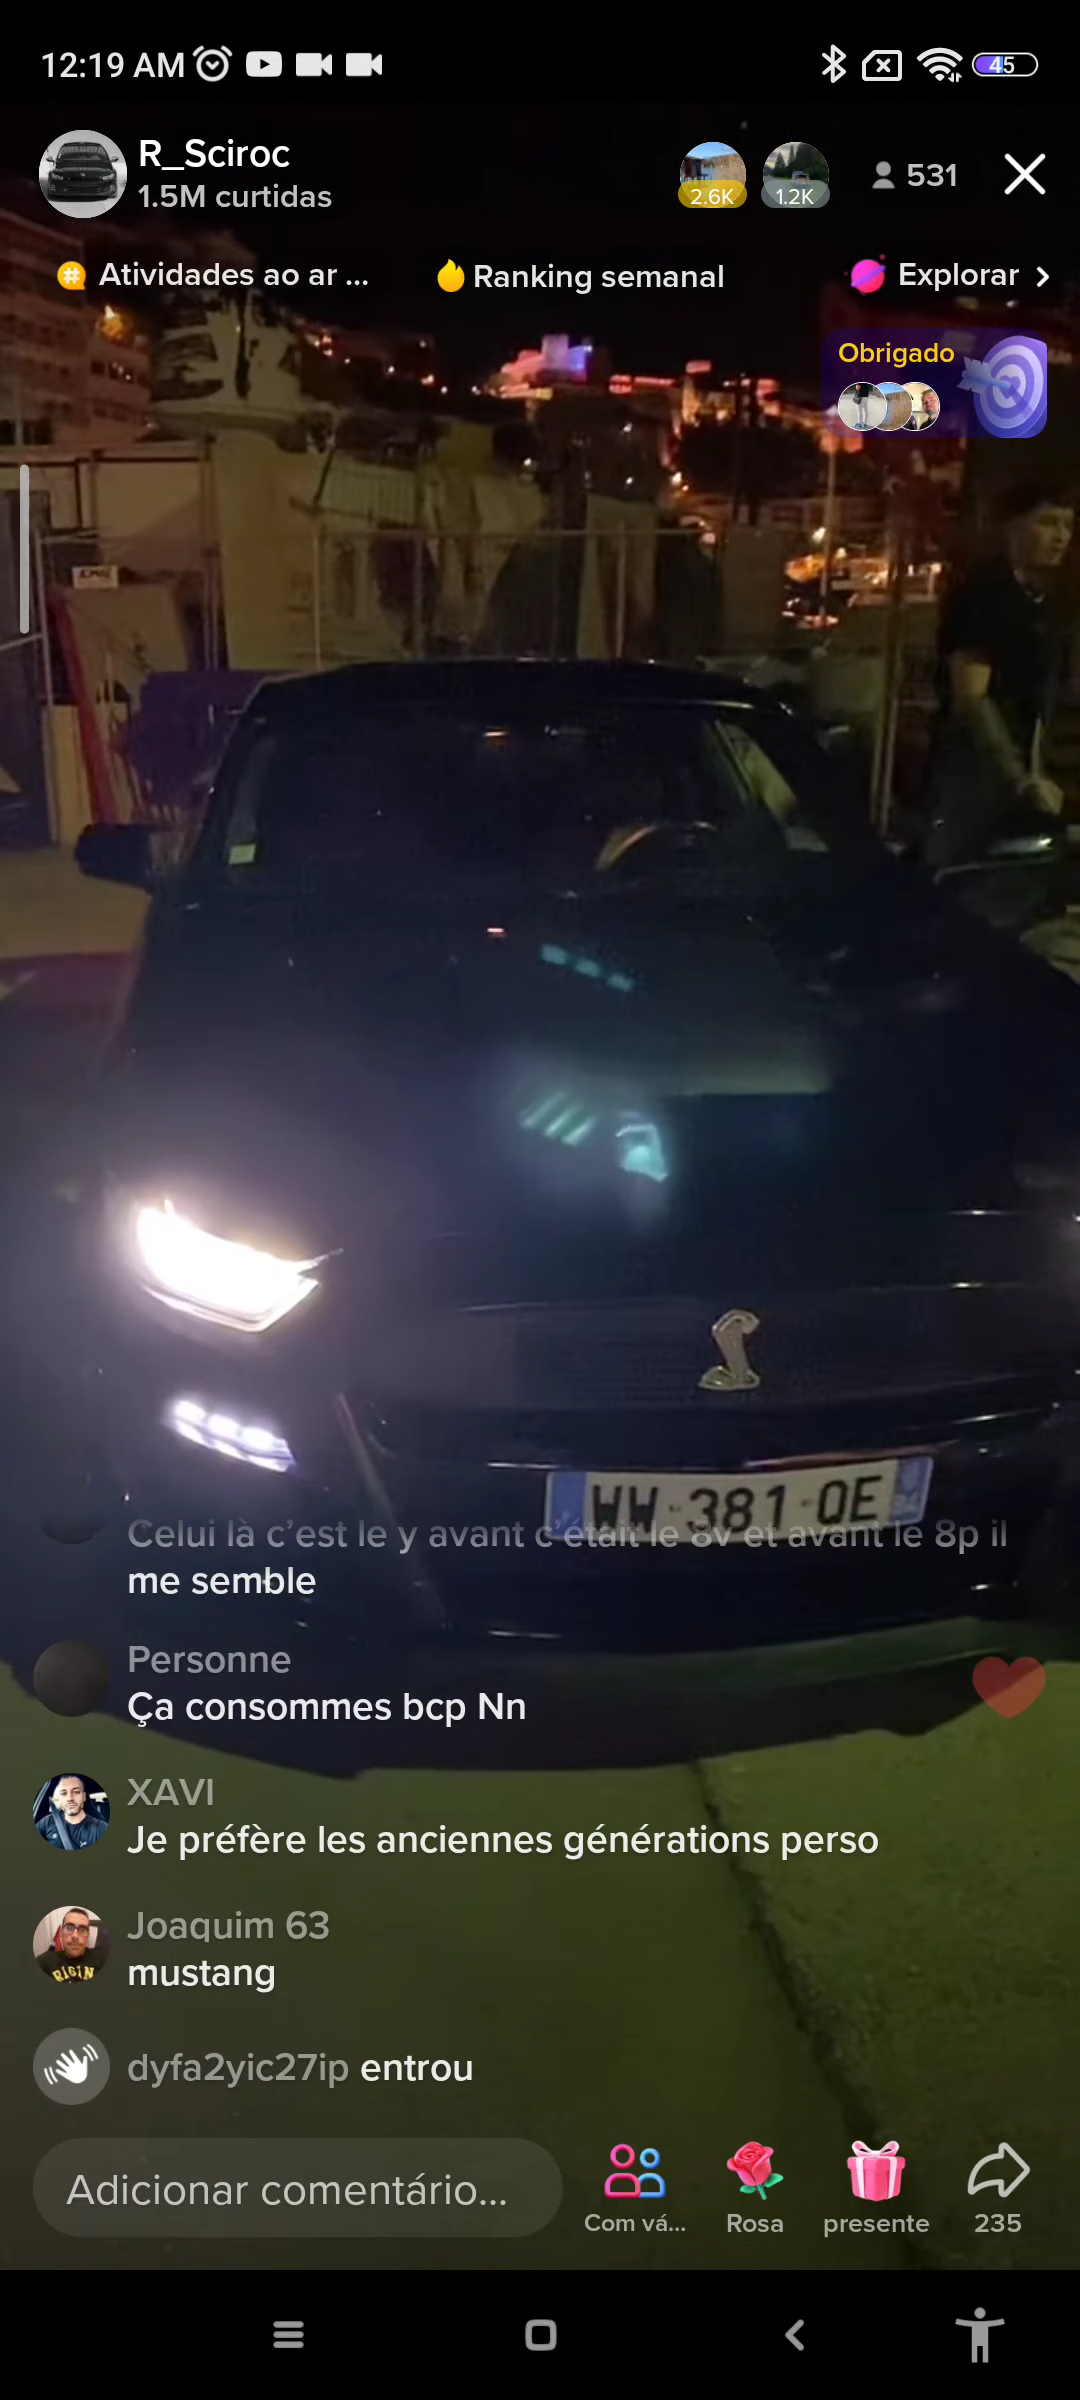 12:19 AM
45
R_Sciroc
1.5M curtidas
2.6K
1.2K
531
Atividades ao ar ...
Ranking semanal
Explorar
Obrigado
WW-381-QE
Celui là c’est le y avant c’était le 8v et avant le 8p il
me semble
Personne
Ça consommes bcp Nn
XAVI
Je préfère les anciennes générations perso
Joaquim 63
mustang
dyfa2yic27ip entrou
Adicionar comentário...
Com vá...
Rosa
presente
235